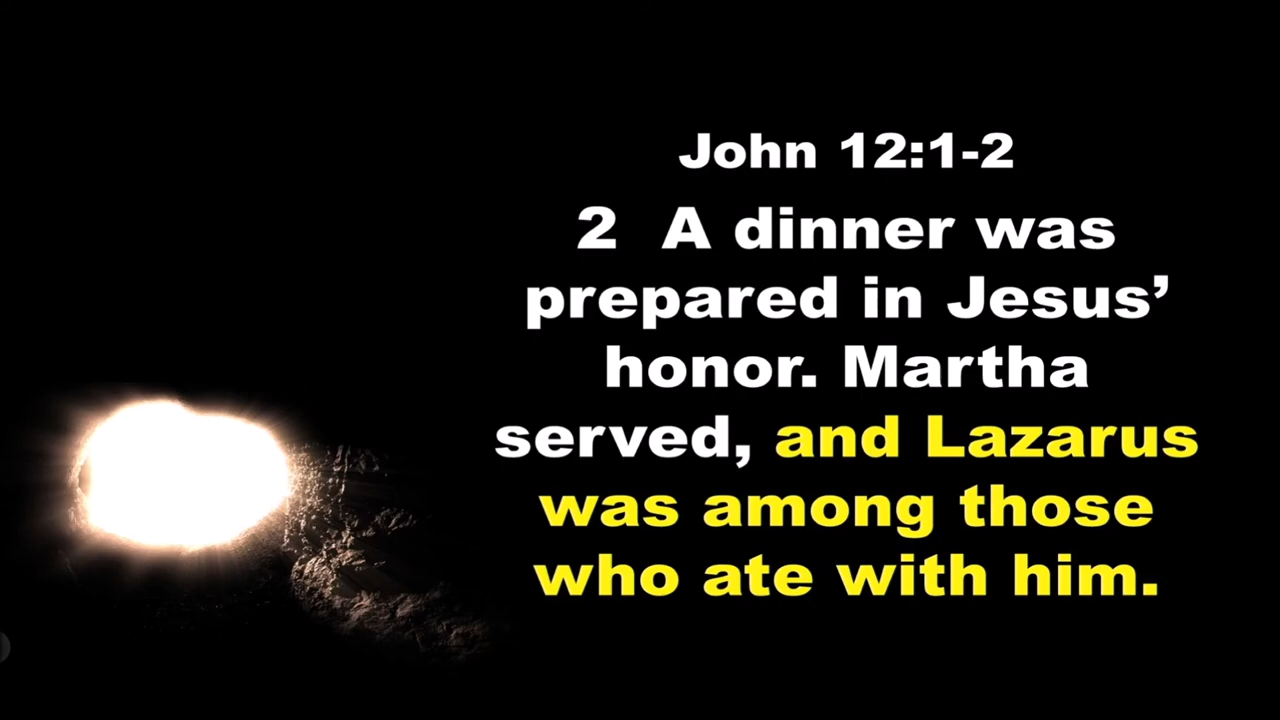 John 12:1-2
2 A dinner was
prepared in Jesus’
honor. Martha
served, and Lazarus
was among those
who ate with him.